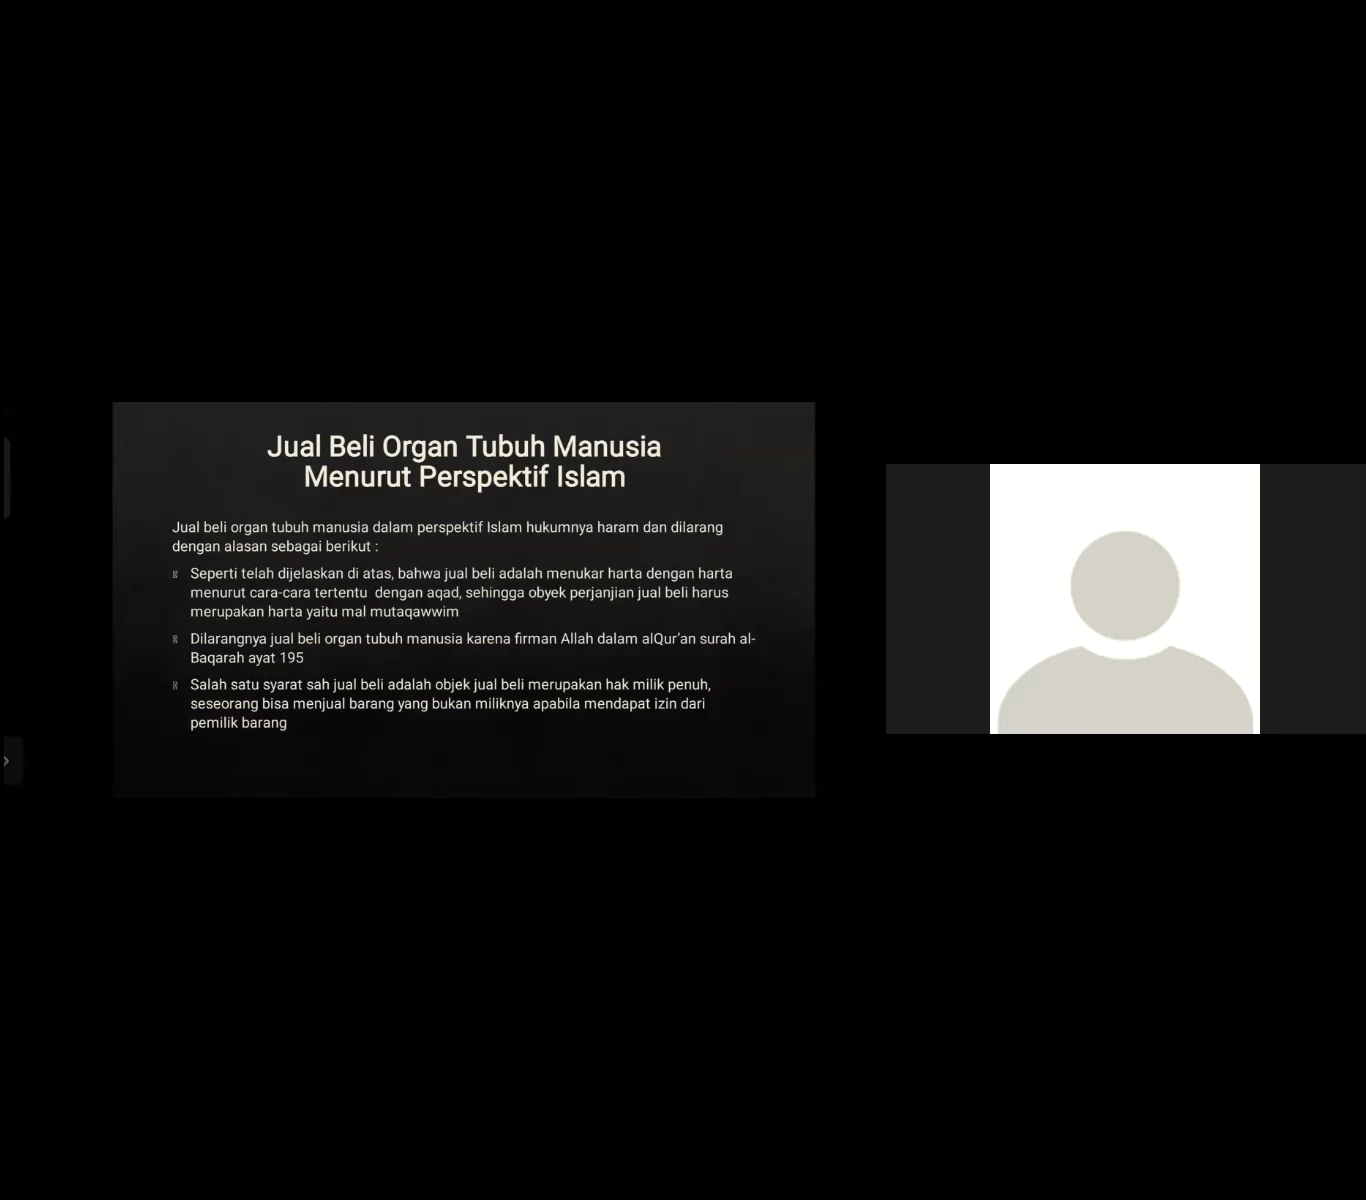 Jual Beli Organ Tubuh Manusia
Menurut Perspektif Islam
Jual beli organ tubuh manusia dalam perspektif Islam hukumnya haram dan dilarang
dengan alasan sebagai berikut :
Seperti telah dijelaskan di atas, bahwa jual beli adalah menukar harta dengan harta
menurut cara-cara tertentu  dengan aqad, sehingga obyek perjanjian jual beli harus
merupakan harta yaitu mal mutaqawwim
Dilarangnya jual beli organ tubuh manusia karena firman Allah dalam alQur’an surah al-
Baqarah ayat 195
Salah satu syarat sah jual beli adalah objek jual beli merupakan hak milik penuh,
seseorang bisa menjual barang yang bukan miliknya apabila mendapat izin dari
pemilik barang